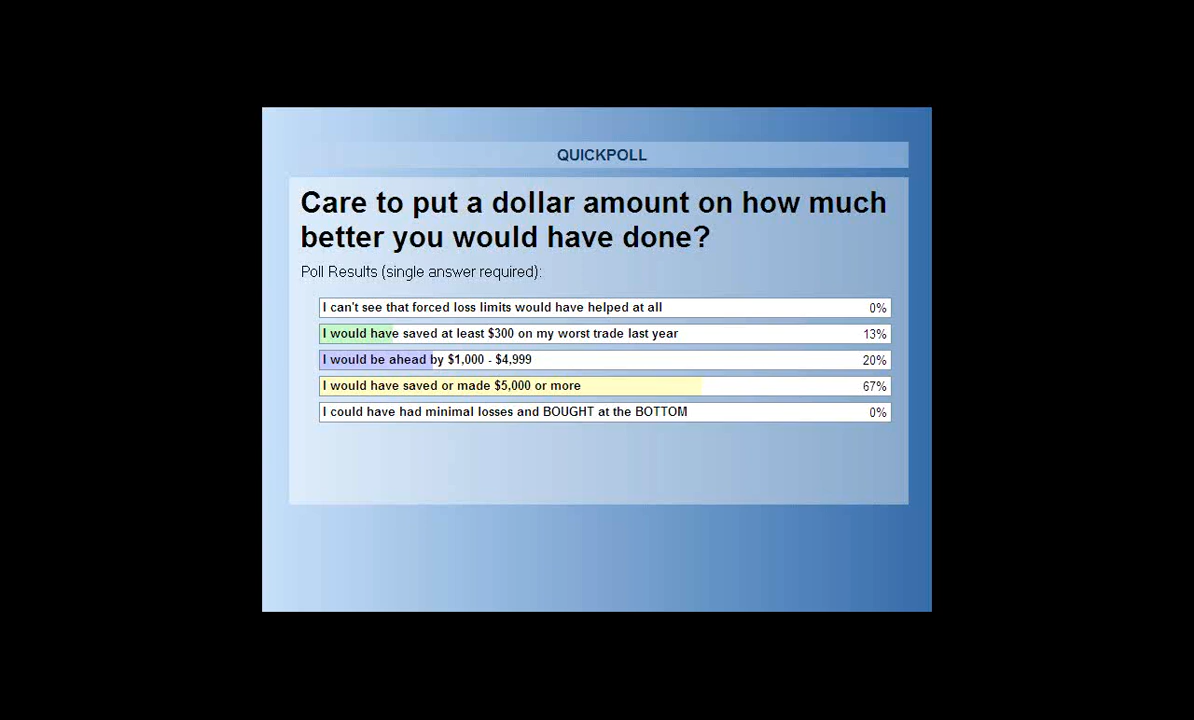 QUICKPOLL
Care to put a dollar amount on how much
better you would have done?
Poll Results (single answer required):
I can't see that forced loss limits would have helped at all 0%
I would have saved at least $300 on my worst trade last year 13%
I would be ahead by $1,000 - $4,999 20%
I would have saved or made $5,000 or more 67%
I could have had minimal losses and BOUGHT at the BOTTOM 0%